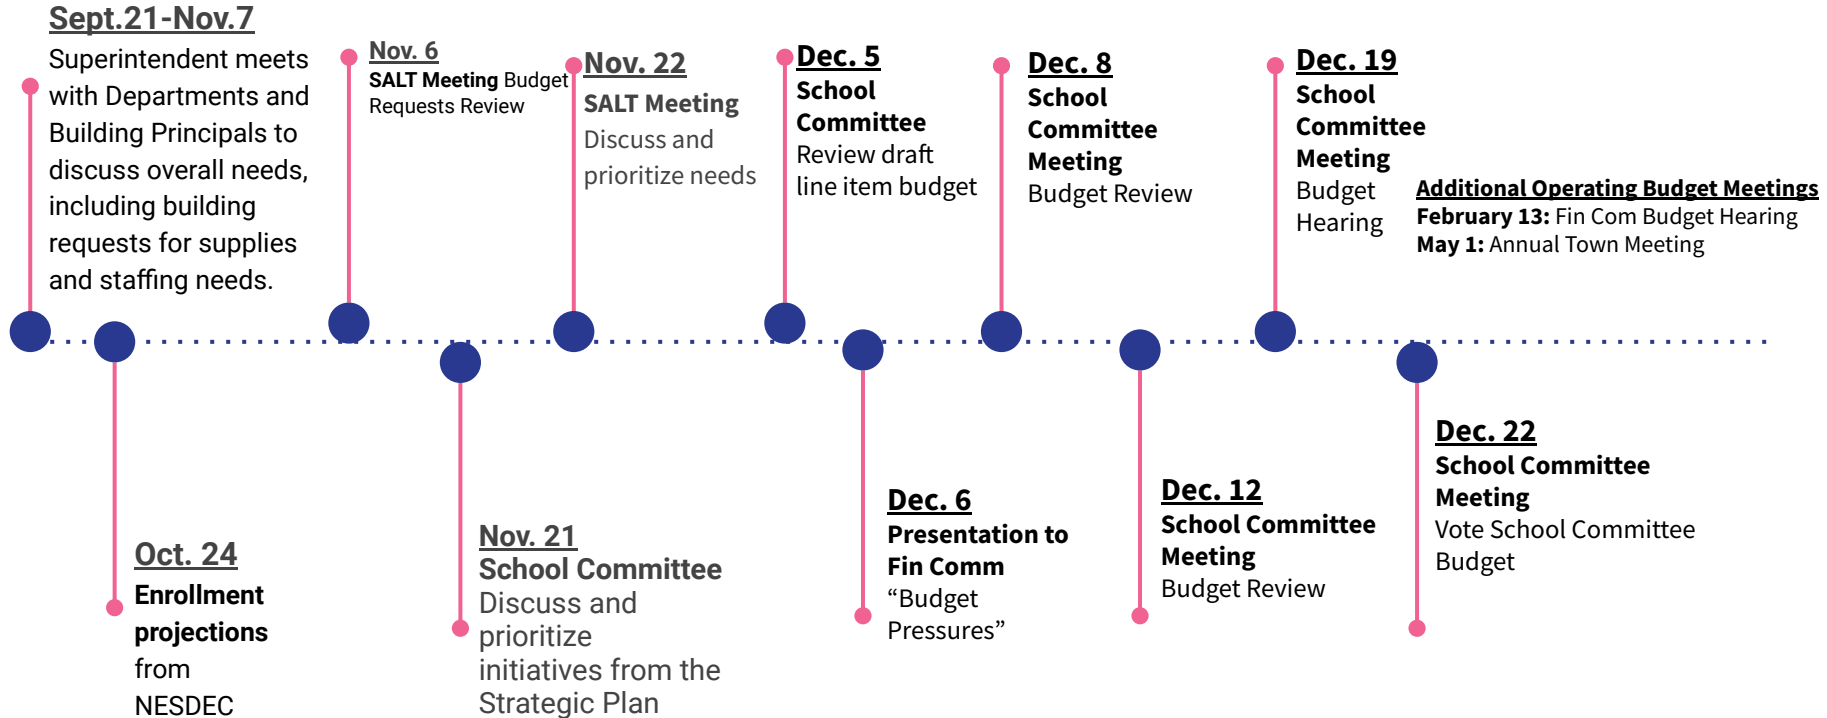 Sept.21-Nov.7
Superintendent meets
with Departments and
Building Principals to
discuss overall needs,
including building
requests for supplies
and staffing needs.
Oct. 24
Enrollment
projections
from
NESDEC
Nov. 6
SALT Meeting Budget
Requests Review
Nov. 21
School Committee
Discuss and
prioritize
initiatives from the
Strategic Plan
Nov. 22
SALT Meeting
Discuss and
prioritize needs
Dec. 5
School
Committee
Review draft
line item budget
Dec. 6
Presentation to
Fin Comm
“Budget
Pressures”
Dec. 8
School
Committee
Meeting
Budget Review
Dec. 12
School Committee
Meeting
Budget Review
Dec. 19
School
Committee
Meeting
Budget
Hearing
Dec. 22
School Committee
Meeting
Vote School Committee
Budget
Additional Operating Budget Meetings
February 13: Fin Com Budget Hearing
May 1: Annual Town Meeting